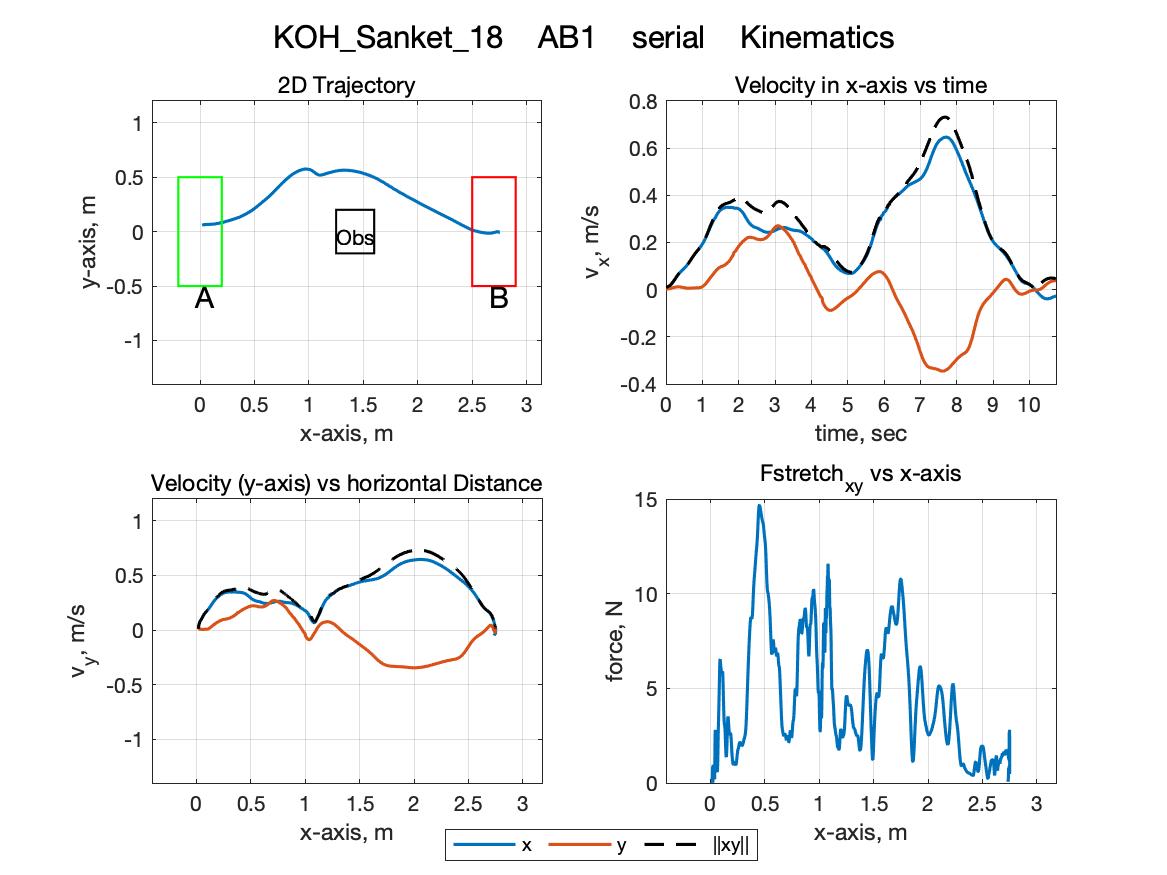 KOH_Sanket_18 AB1 serial Kinematics
2D Trajectory
1
0.5
0
-0.5
-1
y-axis, m
A
Obs
B
0 0.5 1 1.5 2 2.5 3
x-axis, m
Velocity in x-axis vs time
0.8
0.6
0.4
0.2
0
-0.2
-0.4
v_x, m/s
0 1 2 3 4 5 6 7 8 9 10
time, sec
Velocity (y-axis) vs horizontal Distance
1
0.5
0
-0.5
-1
v_y, m/s
0 0.5 1 1.5 2 2.5 3
x-axis, m
Fstretch_xy vs x-axis
15
10
5
0
force, N
0 0.5 1 1.5 2 2.5 3
x-axis, m
x y ||xy||